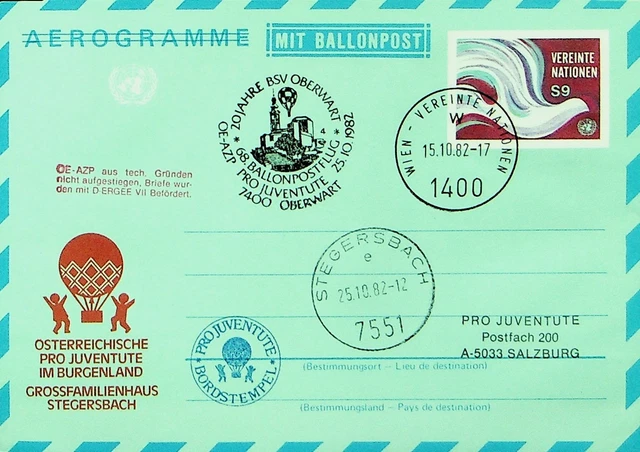 AEROGRAMME
MIT BALLONPOST
VEREINTE
NATIONEN
S9
* 20 JAHRE BSV OBERWART *
OE-AZP PRO JUVENTUTE 25.10.1982
68. BALLONPOSTFLUG
7400 OBERWART
WIEN - VEREINTE NATIONEN
W
15.10.82-17
1400
OE-AZP aus tech. Gründen
nicht aufgestiegen, Briefe wur-
den mit D-ERGEE VII Befördert.
STEGERSBACH
e
25.10.82-12
7551
ÖSTERREICHISCHE
PRO JUVENTUTE
IM BURGENLAND
GROSSFAMILIENHAUS
STEGERSBACH
• PRO JUVENTUTE •
BORDSTEMPEL
PRO JUVENTUTE
Postfach 200
A-5033 SALZBURG
(Bestimmungsort – Lieu de destination)
(Bestimmungsland – Pays de destination)